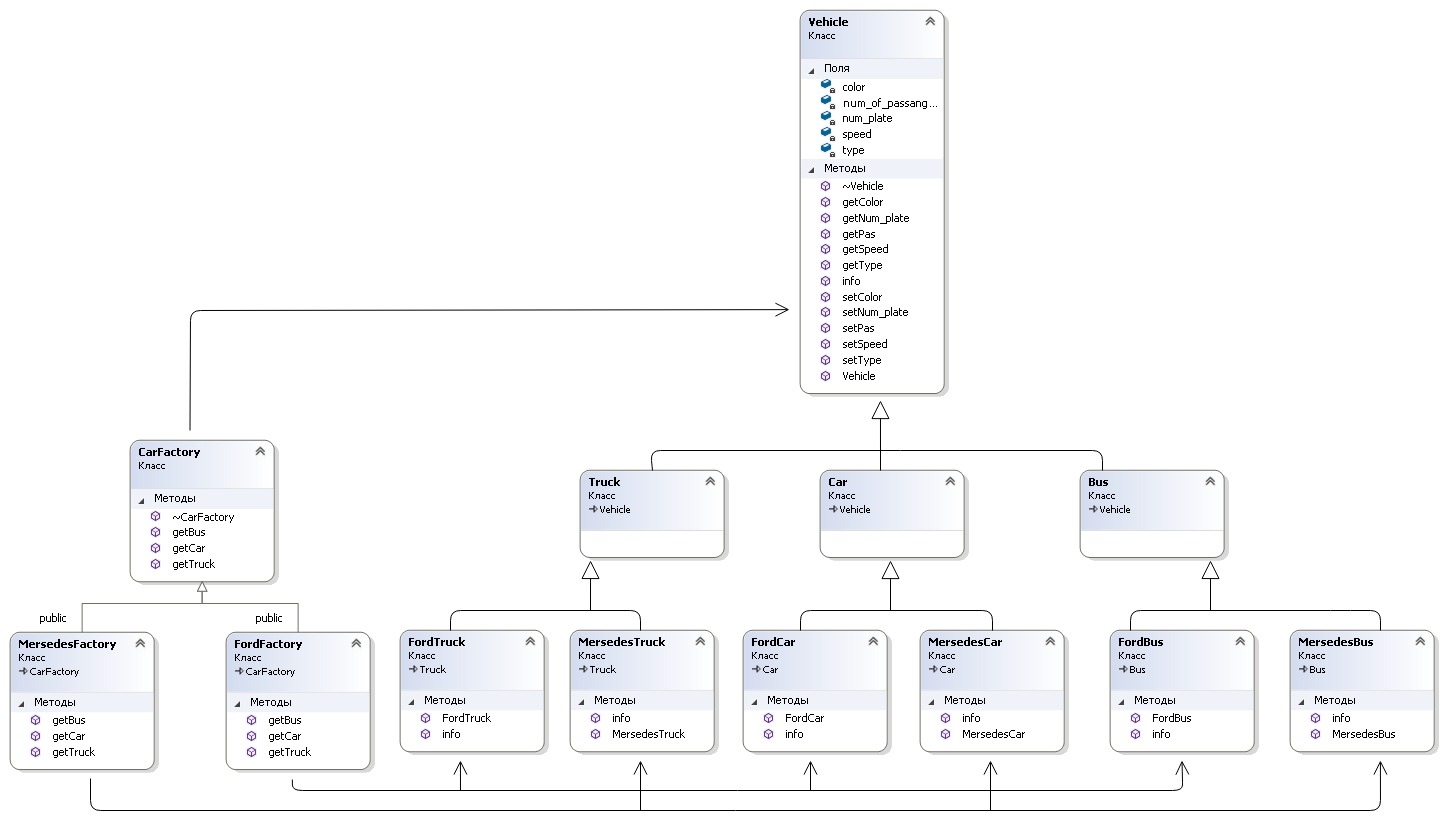 Vehicle
Класс
Поля
color
num_of_passang...
num_plate
speed
type
Методы
~Vehicle
getColor
getNum_plate
getPas
getSpeed
getType
info
setColor
setNum_plate
setPas
setSpeed
setType
Vehicle
CarFactory
Класс
Методы
~CarFactory
getBus
getCar
getTruck
Truck
Класс
Vehicle
Car
Класс
Vehicle
Bus
Класс
Vehicle
public
public
MersedesFactory
Класс
CarFactory
Методы
getBus
getCar
getTruck
FordFactory
Класс
CarFactory
Методы
getBus
getCar
getTruck
FordTruck
Класс
Truck
Методы
FordTruck
info
MersedesTruck
Класс
Truck
Методы
info
MersedesTruck
FordCar
Класс
Car
Методы
FordCar
info
MersedesCar
Класс
Car
Методы
info
MersedesCar
FordBus
Класс
Bus
Методы
FordBus
info
MersedesBus
Класс
Bus
Методы
info
MersedesBus